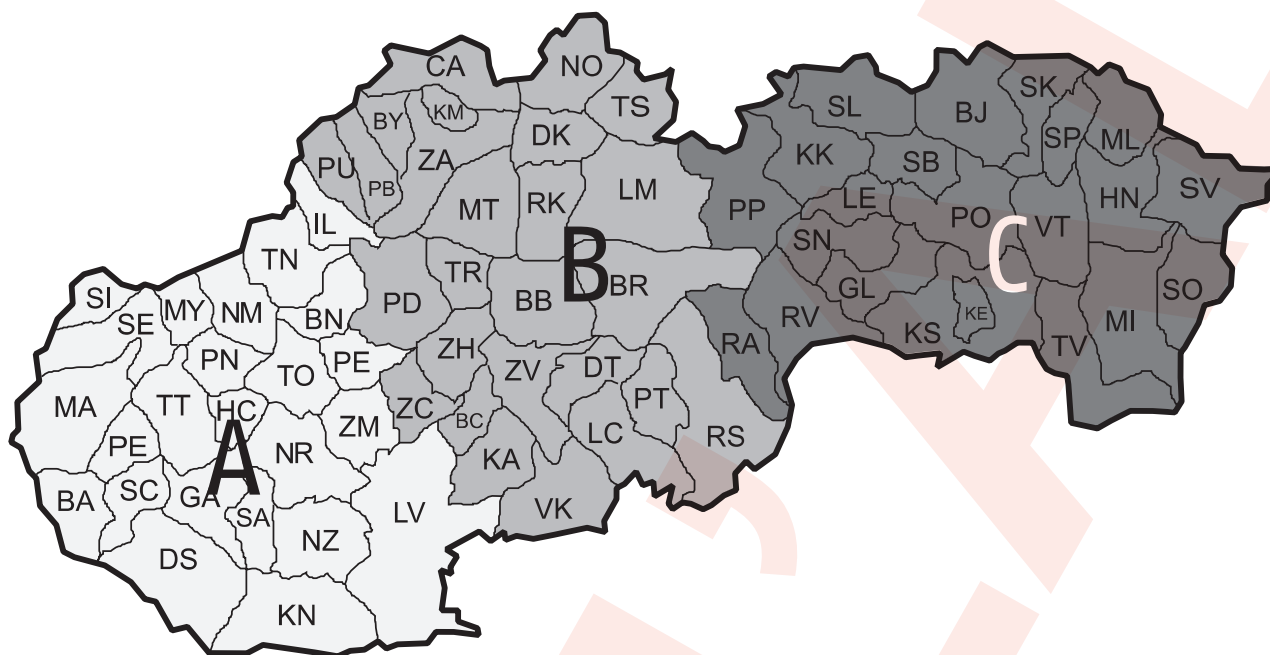 CA
NO
KM
TS
BY
DK
SL
BJ
SK
SP
ML
PU
PB
ZA
KK
SB
LM
RK
MT
PP
LE
PO
VT
HN
SV
IL
TN
B
C
SN
TR
BB
BR
GL
KE
SO
SI
MY
NM
BN
PD
RV
KS
TV
MI
SE
PN
TO
PE
ZH
ZV
DT
RA
MA
TT
HC
ZM
ZC
BC
PT
PE
A
NR
KA
LC
RS
BA
SC
GA
SA
LV
VK
DS
NZ
KN